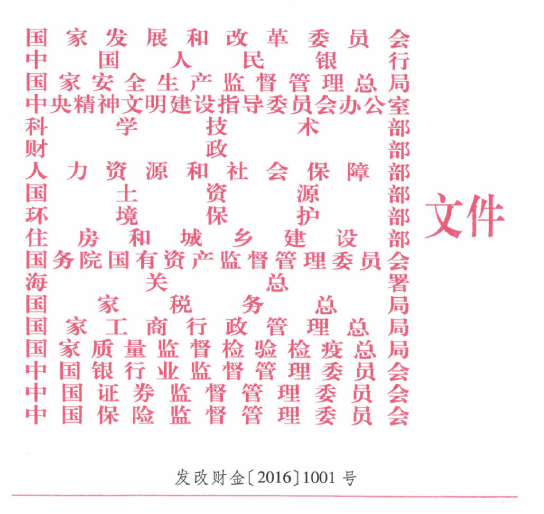 国家发展和改革委员会
中国人民银行
国家安全生产监督管理总局
中央精神文明建设指导委员会办公室
科学技术部
财政部
人力资源和社会保障部
国土资源部
环境保护部
住房和城乡建设部
国务院国有资产监督管理委员会
海关总署
国家税务总局
国家工商行政管理总局
国家质量监督检验检疫总局
中国银行业监督管理委员会
中国证券监督管理委员会
中国保险监督管理委员会
文件
发改财金〔2016〕1001号